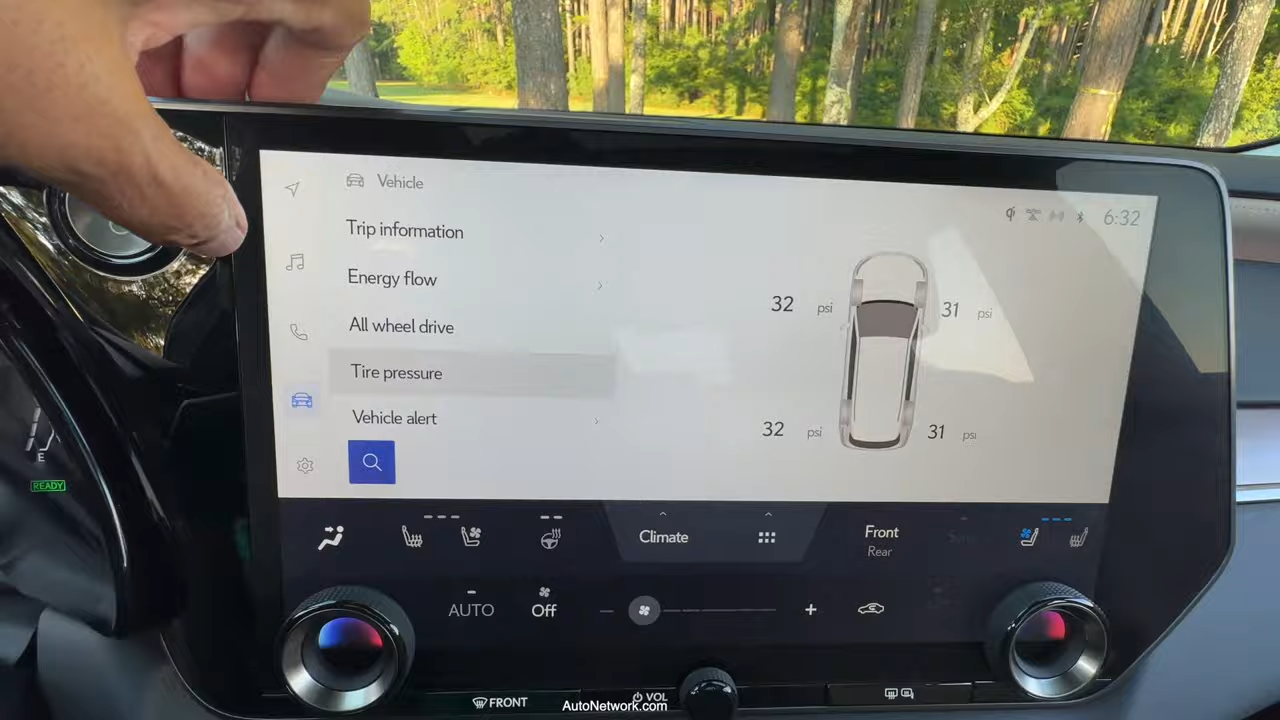 Vehicle
6:32
Trip information
Energy flow
All wheel drive
Tire pressure
Vehicle alert
32 psi
31 psi
32 psi
31 psi
E
READY
Climate
Front
Rear
AUTO
Off
FRONT
VOL
AutoNetwork.com